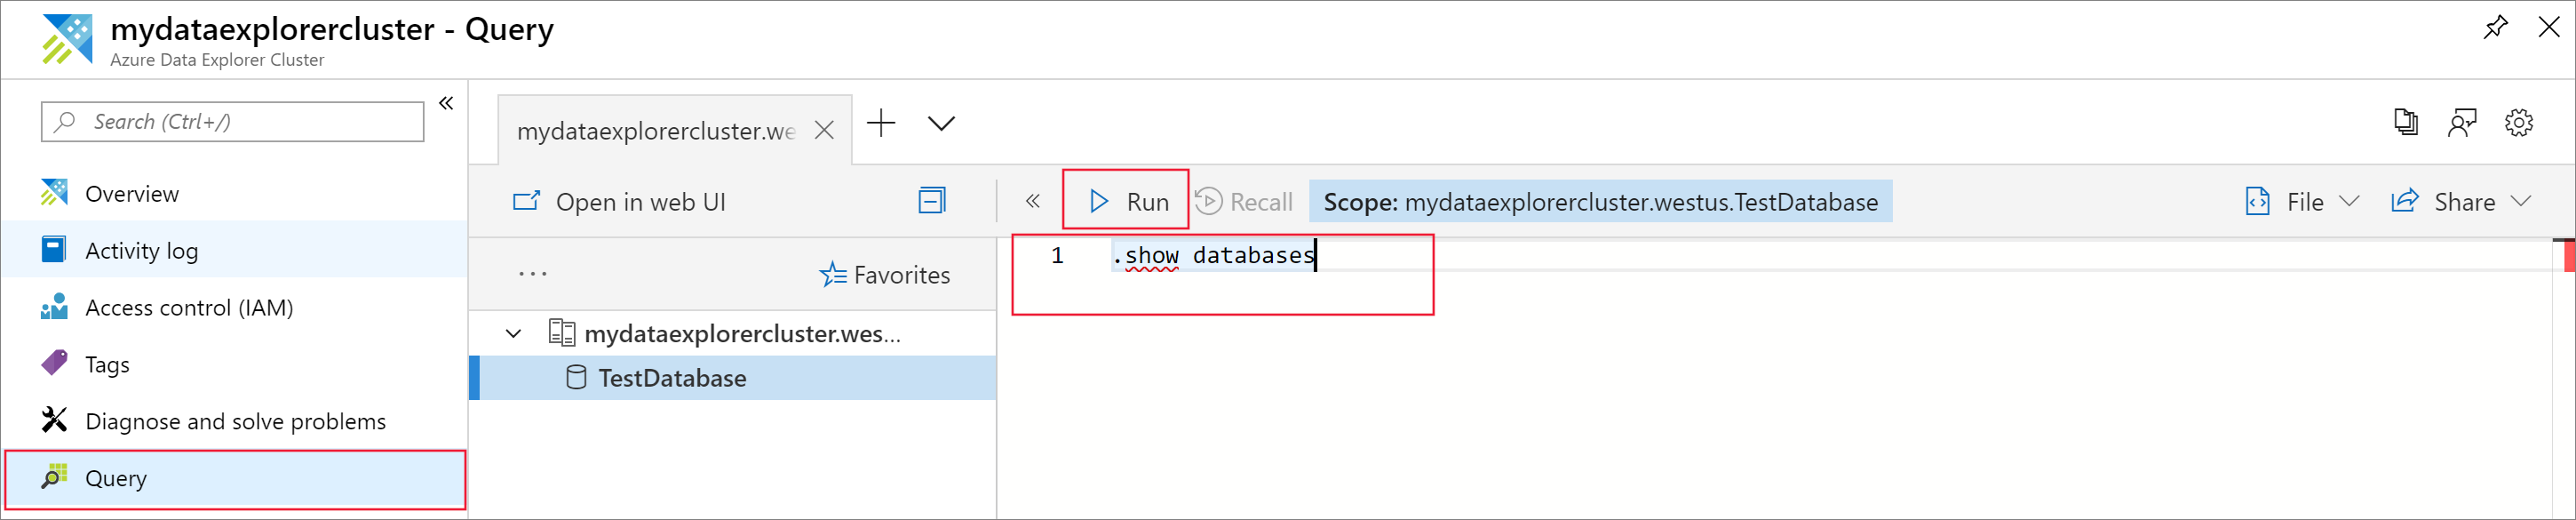 mydataexplorercluster - Query
Azure Data Explorer Cluster
Search (Ctrl+/)
Overview
Activity log
Access control (IAM)
Tags
Diagnose and solve problems
Query
mydataexplorercluster.we
Open in web UI
Favorites
mydataexplorercluster.wes...
TestDatabase
Run
Recall
Scope: mydataexplorercluster.westus.TestDatabase
File
Share
1 .show databases